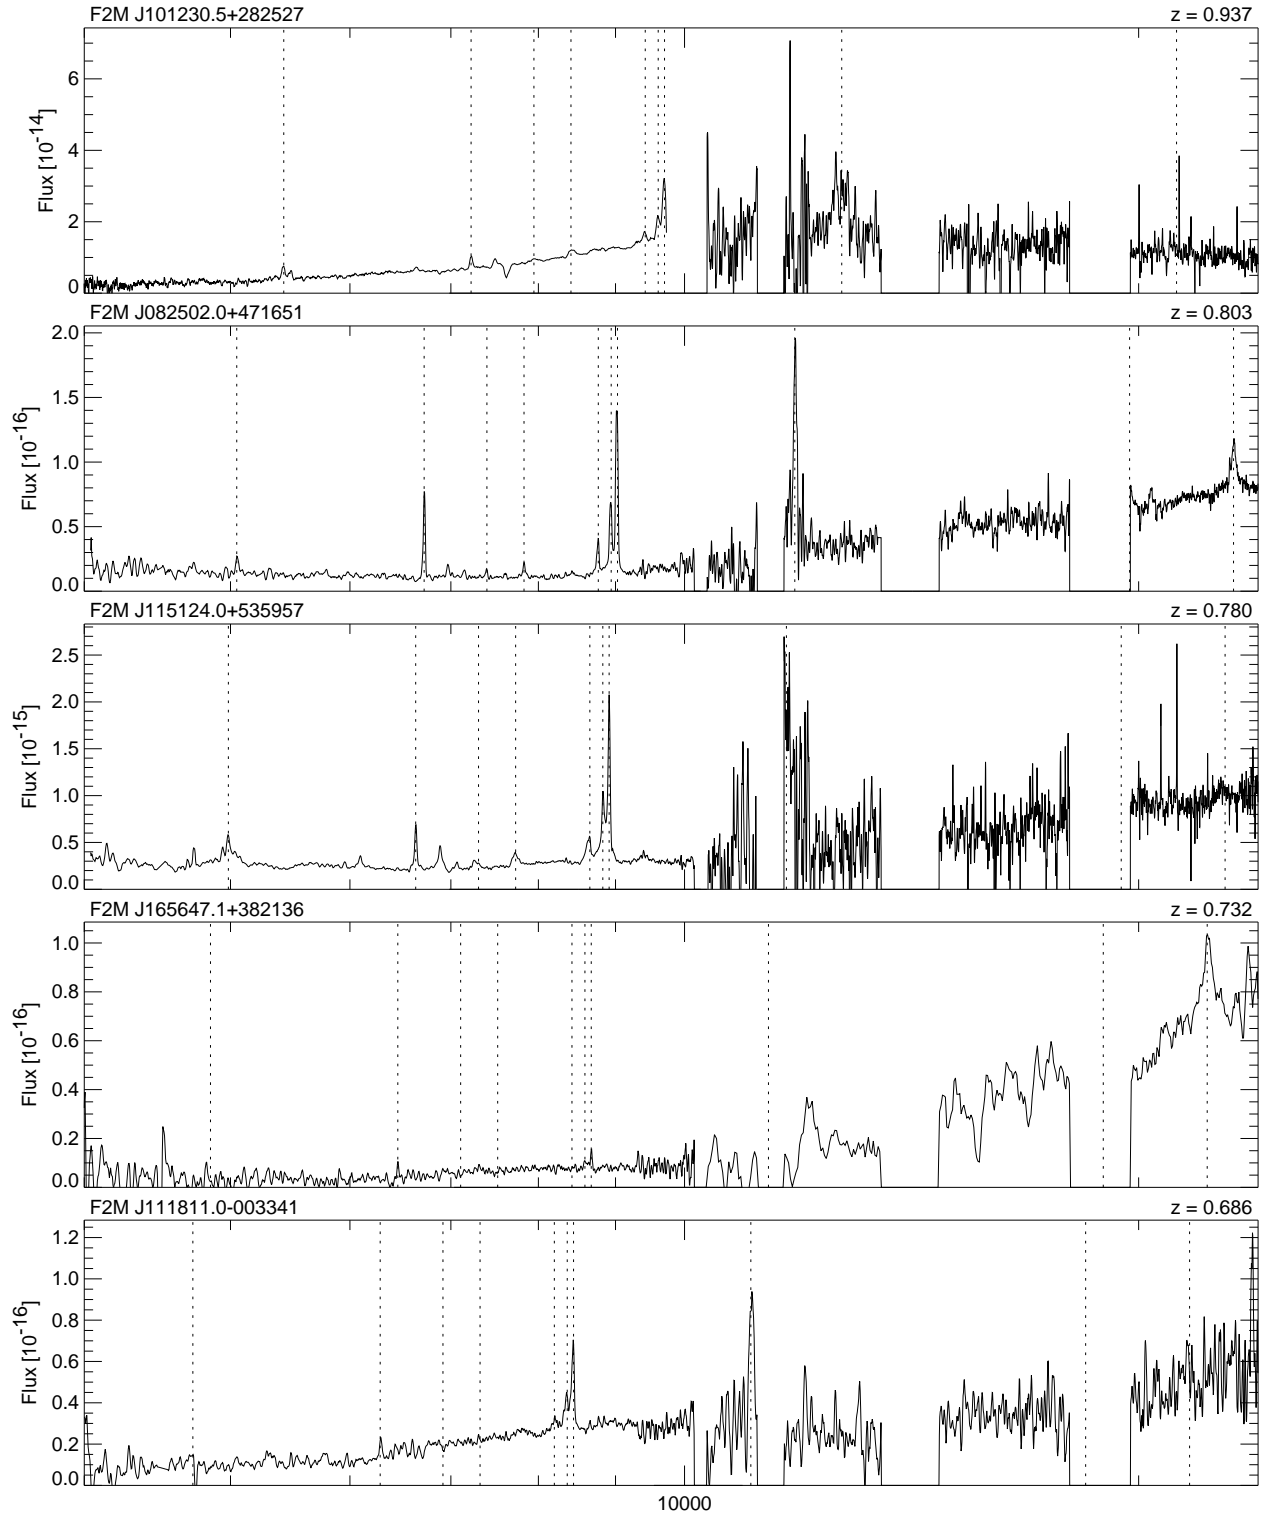 F2M J101230.5+282527 z = 0.937
6
4
2
0
Flux [10^-14]
F2M J082502.0+471651 z = 0.803
2.0
1.5
1.0
0.5
0.0
Flux [10^-16]
F2M J115124.0+535957 z = 0.780
2.5
2.0
1.5
1.0
0.5
0.0
Flux [10^-15]
F2M J165647.1+382136 z = 0.732
1.0
0.8
0.6
0.4
0.2
0.0
Flux [10^-16]
F2M J111811.0-003341 z = 0.686
1.2
1.0
0.8
0.6
0.4
0.2
0.0
Flux [10^-16]
10000